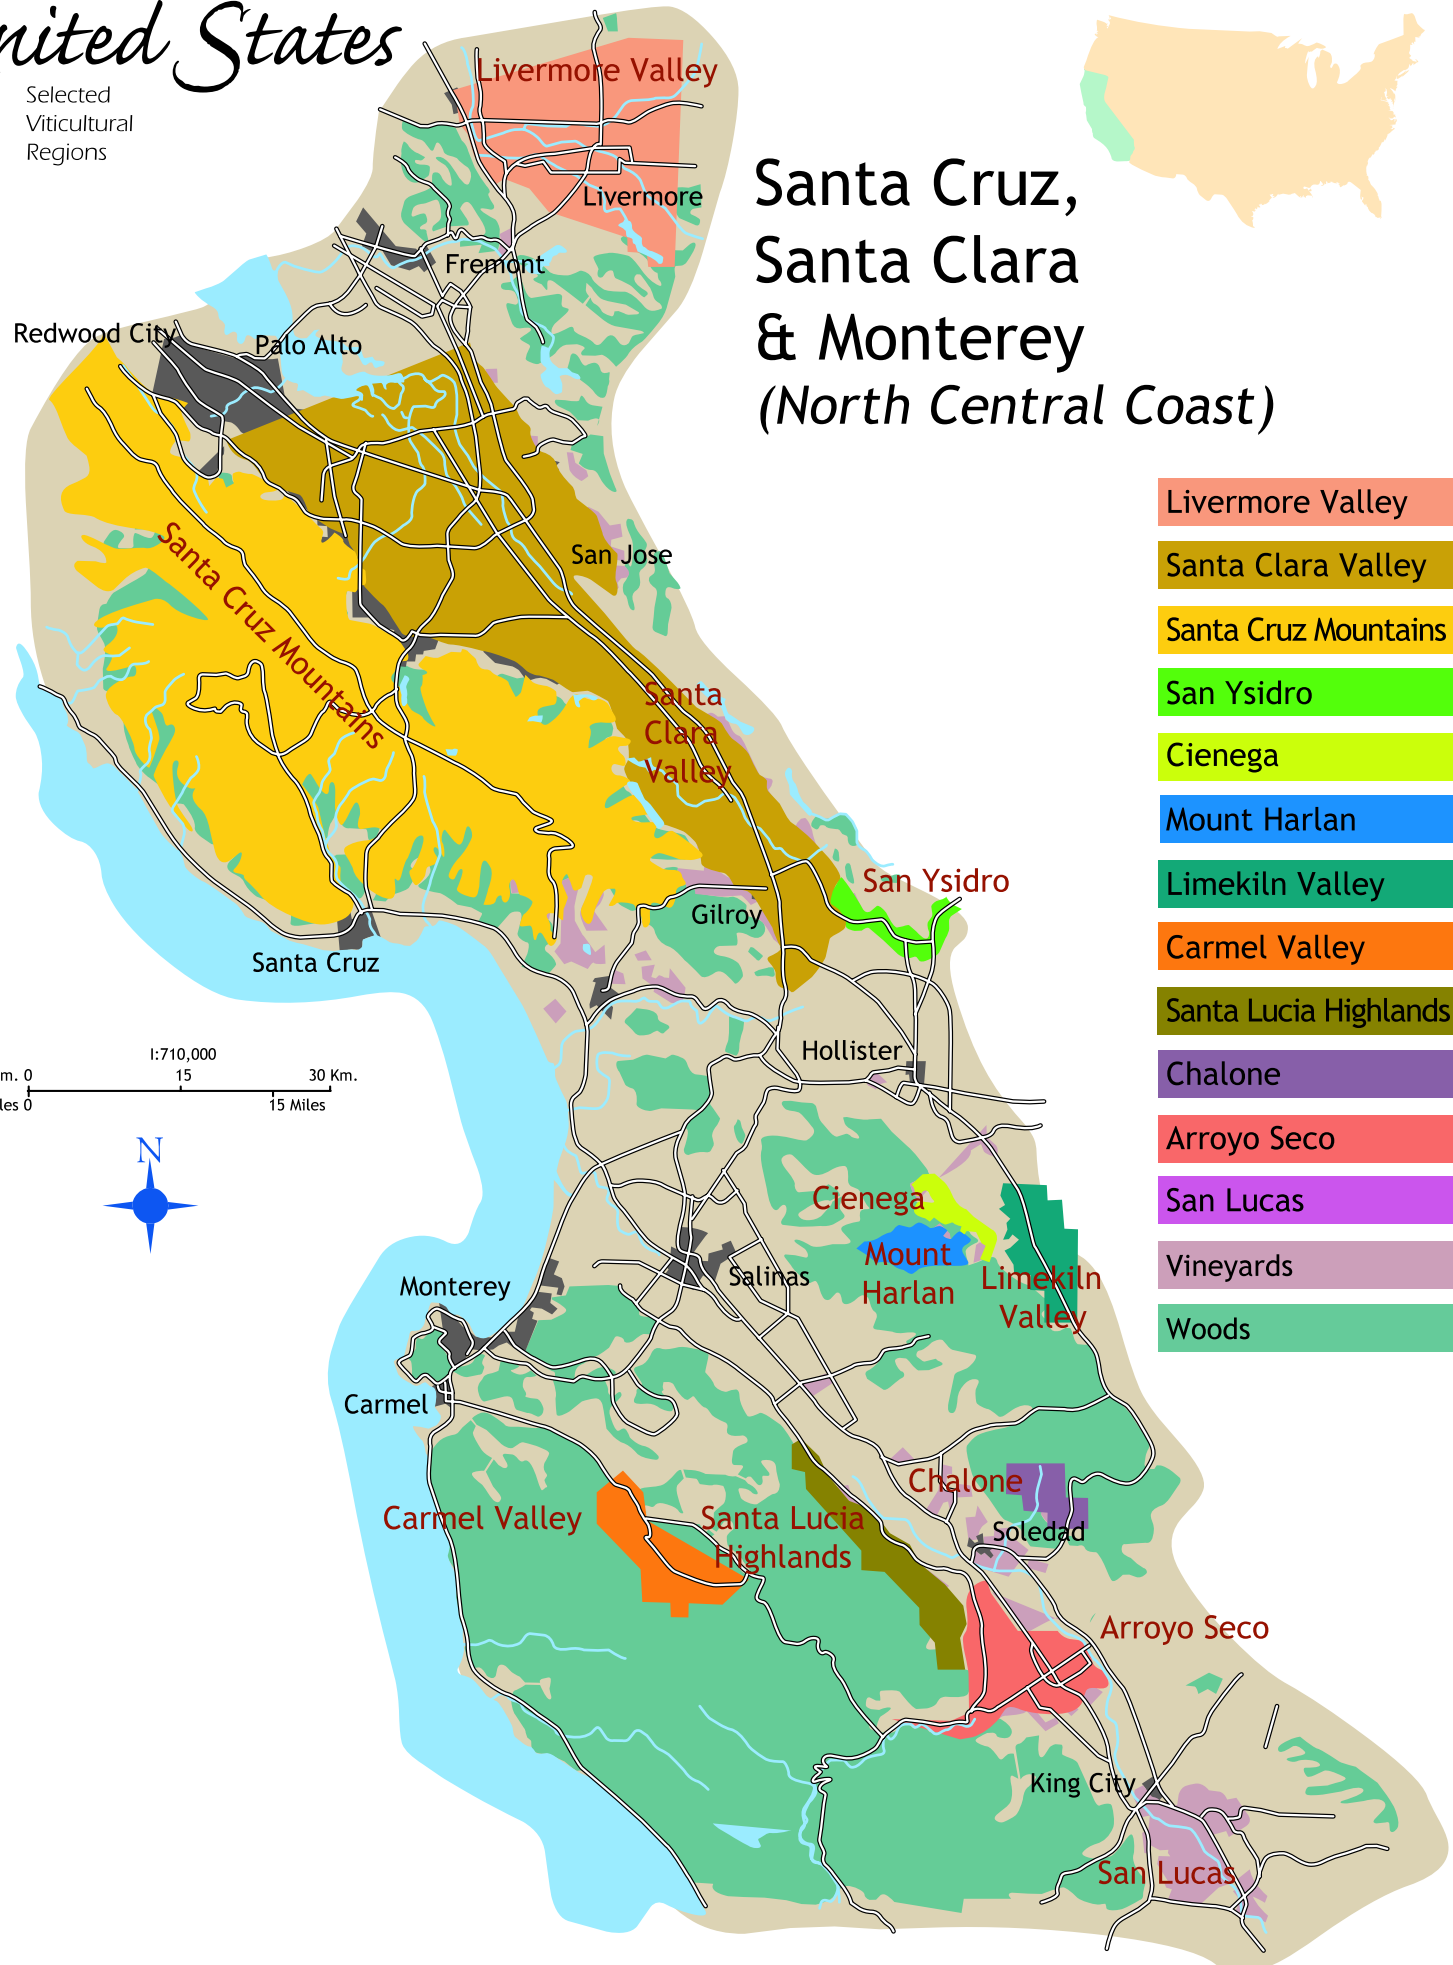 States
Selected
Viticultural
Regions
Livermore Valley
Livermore
Fremont
Redwood City
Palo Alto
Santa Cruz,
Santa Clara
& Monterey
(North Central Coast)
Santa Cruz Mountains
San Jose
Santa
Clara
Valley
San Ysidro
Gilroy
Santa Cruz
Hollister
1:710,000
m. 0 15 30 Km.
les 0 15 Miles
N
Cienega
Mount
Harlan
Limekiln
Valley
Salinas
Monterey
Carmel
Chalone
Soledad
Carmel Valley
Santa Lucia
Highlands
Arroyo Seco
King City
San Lucas
Livermore Valley
Santa Clara Valley
Santa Cruz Mountains
San Ysidro
Cienega
Mount Harlan
Limekiln Valley
Carmel Valley
Santa Lucia Highlands
Chalone
Arroyo Seco
San Lucas
Vineyards
Woods